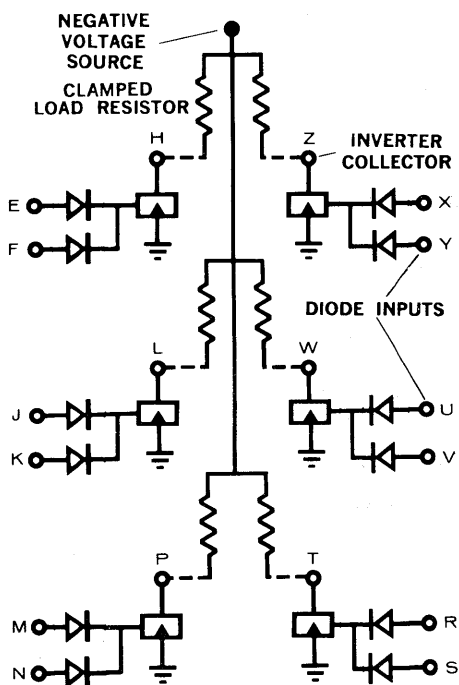 NEGATIVE
VOLTAGE
SOURCE
CLAMPED
LOAD RESISTOR
H
Z
INVERTER
COLLECTOR
E
X
F
Y
DIODE INPUTS
L
W
J
U
K
V
P
T
M
R
N
S